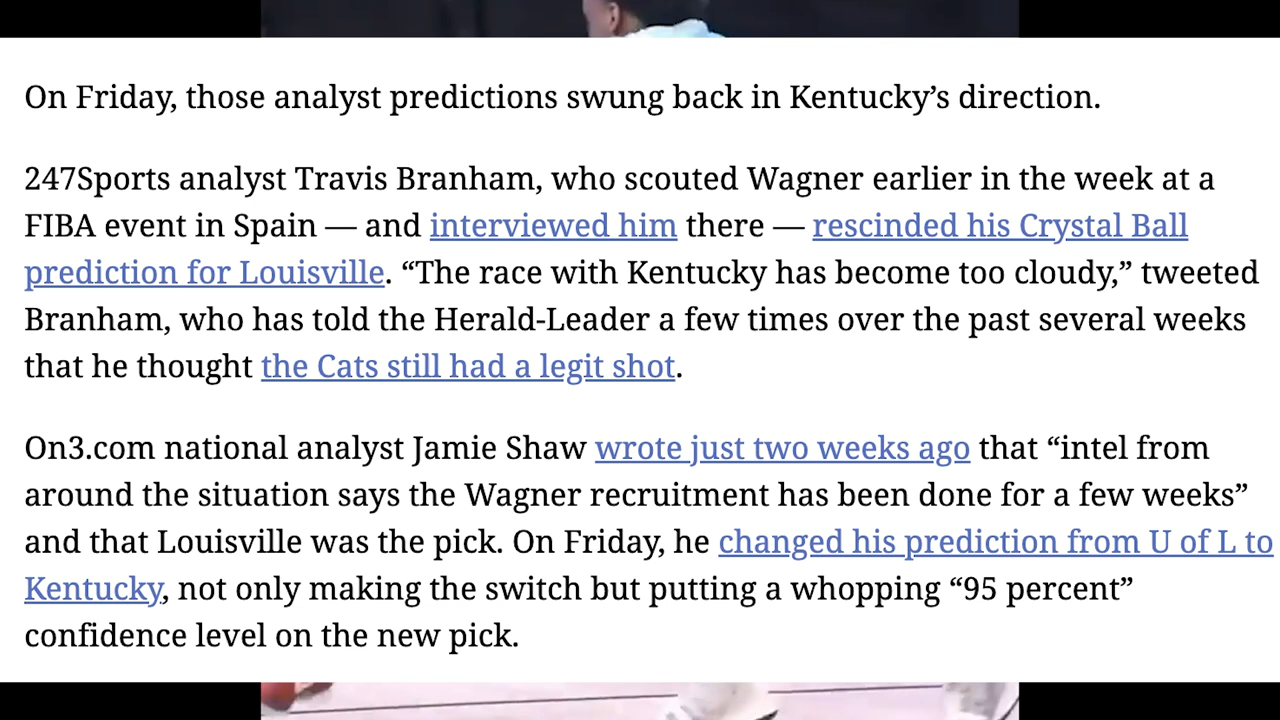 On Friday, those analyst predictions swung back in Kentucky’s direction.
247Sports analyst Travis Branham, who scouted Wagner earlier in the week at a
FIBA event in Spain — and interviewed him there — rescinded his Crystal Ball
prediction for Louisville. “The race with Kentucky has become too cloudy,” tweeted
Branham, who has told the Herald-Leader a few times over the past several weeks
that he thought the Cats still had a legit shot.
On3.com national analyst Jamie Shaw wrote just two weeks ago that “intel from
around the situation says the Wagner recruitment has been done for a few weeks”
and that Louisville was the pick. On Friday, he changed his prediction from U of L to
Kentucky, not only making the switch but putting a whopping “95 percent”
confidence level on the new pick.